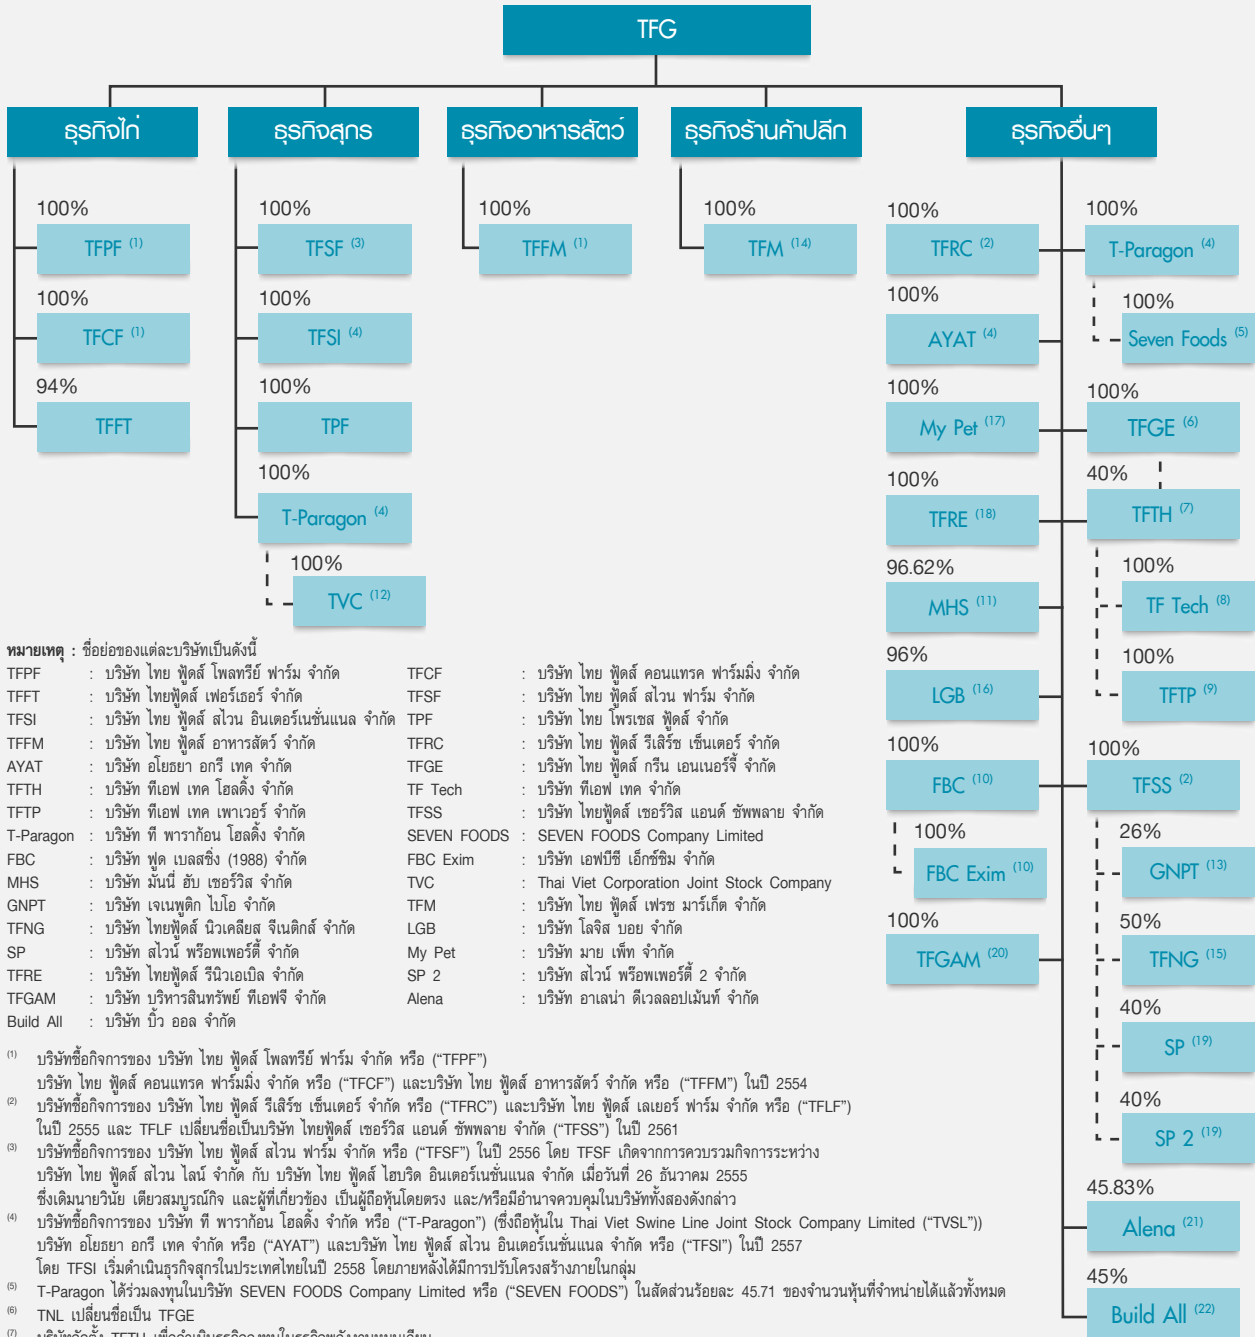 TFG
ธุรกิจไก่
ธุรกิจสุกร
ธุรกิจอาหารสัตว์
ธุรกิจร้านค้าปลีก
ธุรกิจอื่นๆ
100%
TFPF (1)
100%
TFCF (1)
94%
TFFT
100%
TFSF (3)
100%
TFSI (4)
100%
TPF
100%
T-Paragon (4)
100%
TVC (12)
100%
TFFM (1)
100%
TFM (14)
100%
TFRC (2)
100%
AYAT (4)
100%
My Pet (17)
100%
TFRE (18)
96.62%
MHS (11)
96%
LGB (16)
100%
FBC (10)
100%
FBC Exim (10)
100%
TFGAM (20)
100%
T-Paragon (4)
100%
Seven Foods (5)
100%
TFGE (6)
40%
TFTH (7)
100%
TF Tech (8)
100%
TFTP (9)
100%
TFSS (2)
26%
GNPT (13)
50%
TFNG (15)
40%
SP (19)
40%
SP 2 (19)
45.83%
Alena (21)
45%
Build All (22)
หมายเหตุ : ชื่อย่อของแต่ละบริษัทเป็นดังนี้
TFPF : บริษัท ไทย ฟู้ดส์ โพลทรีย์ ฟาร์ม จำกัด TFCF : บริษัท ไทย ฟู้ดส์ คอนแทรค ฟาร์มมิ่ง จำกัด
TFFT : บริษัท ไทยฟู้ดส์ เฟอร์เธอร์ จำกัด TFSF : บริษัท ไทย ฟู้ดส์ สไวน ฟาร์ม จำกัด
TFSI : บริษัท ไทย ฟู้ดส์ สไวน อินเตอร์เนชั่นแนล จำกัด TPF : บริษัท ไทย โพรเซส ฟู้ดส์ จำกัด
TFFM : บริษัท ไทย ฟู้ดส์ อาหารสัตว์ จำกัด TFRC : บริษัท ไทย ฟู้ดส์ รีเสิร์ช เซ็นเตอร์ จำกัด
AYAT : บริษัท อโยธยา อกรี เทค จำกัด TFGE : บริษัท ไทย ฟู้ดส์ กรีน เอนเนอร์จี้ จำกัด
TFTH : บริษัท ทีเอฟ เทค โฮลดิ้ง จำกัด TF Tech : บริษัท ทีเอฟ เทค จำกัด
TFTP : บริษัท ทีเอฟ เทค เพาเวอร์ จำกัด TFSS : บริษัท ไทยฟู้ดส์ เซอร์วิส แอนด์ ซัพพลาย จำกัด
T-Paragon : บริษัท ที พาราก้อน โฮลดิ้ง จำกัด SEVEN FOODS : SEVEN FOODS Company Limited
FBC : บริษัท ฟูด เบลสซิ่ง (1988) จำกัด FBC Exim : บริษัท เอฟบีซี เอ็กซ์ซิม จำกัด
MHS : บริษัท มันนี่ ฮับ เซอร์วิส จำกัด TVC : Thai Viet Corporation Joint Stock Company
GNPT : บริษัท เจเนพูติก ไบโอ จำกัด TFM : บริษัท ไทย ฟู้ดส์ เฟรช มาร์เก็ต จำกัด
TFNG : บริษัท ไทยฟู้ดส์ นิวเคลียส จีเนติกส์ จำกัด LGB : บริษัท โลจิส บอย จำกัด
SP : บริษัท สไวน์ พร๊อพเพอร์ตี้ จำกัด My Pet : บริษัท มาย เพ็ท จำกัด
TFRE : บริษัท ไทยฟู้ดส์ รีนิวเอเบิล จำกัด SP 2 : บริษัท สไวน์ พร๊อพเพอร์ตี้ 2 จำกัด
TFGAM : บริษัท บริหารสินทรัพย์ ทีเอฟจี จำกัด Alena : บริษัท อาเลน่า ดีเวลลอปเม้นท์ จำกัด
Build All : บริษัท บิ้ว ออล จำกัด
(1) บริษัทซื้อกิจการของ บริษัท ไทย ฟู้ดส์ โพลทรีย์ ฟาร์ม จำกัด หรือ (“TFPF”)
บริษัท ไทย ฟู้ดส์ คอนแทรค ฟาร์มมิ่ง จำกัด หรือ (“TFCF”) และบริษัท ไทย ฟู้ดส์ อาหารสัตว์ จำกัด หรือ (“TFFM”) ในปี 2554
(2) บริษัทซื้อกิจการของ บริษัท ไทย ฟู้ดส์ รีเสิร์ช เซ็นเตอร์ จำกัด หรือ (“TFRC”) และบริษัท ไทย ฟู้ดส์ เลเยอร์ ฟาร์ม จำกัด หรือ (“TFLF”)
ในปี 2555 และ TFLF เปลี่ยนชื่อเป็นบริษัท ไทยฟู้ดส์ เซอร์วิส แอนด์ ซัพพลาย จำกัด (“TFSS”) ในปี 2561
(3) บริษัทซื้อกิจการของ บริษัท ไทย ฟู้ดส์ สไวน ฟาร์ม จำกัด หรือ (“TFSF”) ในปี 2556 โดย TFSF เกิดจากการควบรวมกิจการระหว่าง
บริษัท ไทย ฟู้ดส์ สไวน ไลน์ จำกัด กับ บริษัท ไทย ฟู้ดส์ ไฮบริด อินเตอร์เนชั่นแนล จำกัด เมื่อวันที่ 26 ธันวาคม 2555
ซึ่งเดิมนายวินัย เตียวสมบูรณ์กิจ และผู้ที่เกี่ยวข้อง เป็นผู้ถือหุ้นโดยตรง และ/หรือมีอำนาจควบคุมในบริษัททั้งสองดังกล่าว
(4) บริษัทซื้อกิจการของ บริษัท ที พาราก้อน โฮลดิ้ง จำกัด หรือ (“T-Paragon”) (ซึ่งถือหุ้นใน Thai Viet Swine Line Joint Stock Company Limited (“TVSL”))
บริษัท อโยธยา อกรี เทค จำกัด หรือ (“AYAT”) และบริษัท ไทย ฟู้ดส์ สไวน อินเตอร์เนชั่นแนล จำกัด หรือ (“TFSI”) ในปี 2557
โดย TFSI เริ่มดำเนินธุรกิจสุกรในประเทศไทยในปี 2558 โดยภายหลังได้มีการปรับโครงสร้างภายในกลุ่ม
(5) T-Paragon ได้ร่วมลงทุนในบริษัท SEVEN FOODS Company Limited หรือ (“SEVEN FOODS”) ในสัดส่วนร้อยละ 45.71 ของจำนวนหุ้นที่จำหน่ายได้แล้วทั้งหมด
(6) TNL เปลี่ยนชื่อเป็น TFGE
(7)